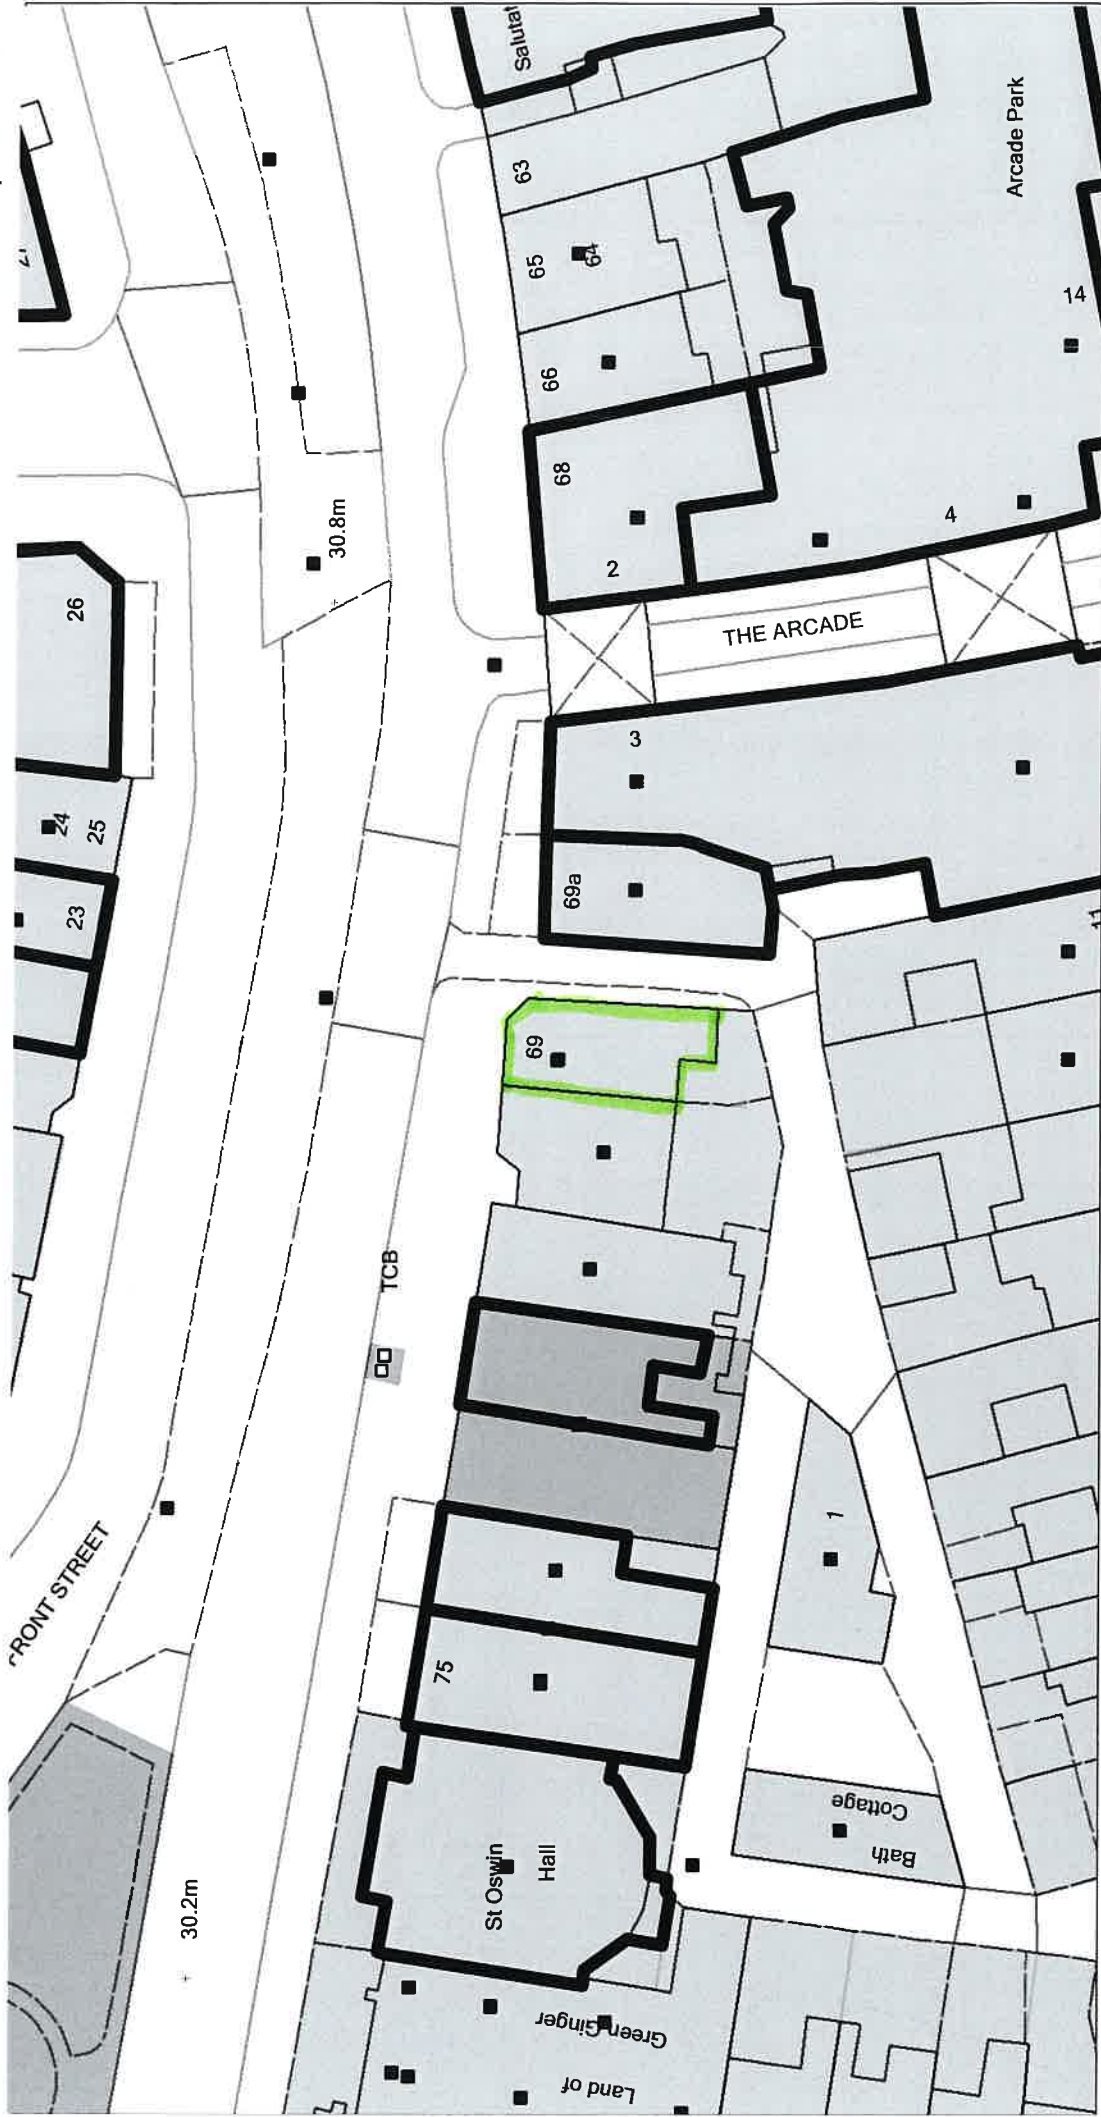 Salutat
63
65
64
66
Arcade Park
14
68
2
4
30.8m
26
THE ARCADE
3
24
25
23
69a
11
69
TCB
FRONT STREET
1
75
Bath
Cottage
St Oswin
Hall
30.2m
Land of
Green Ginger